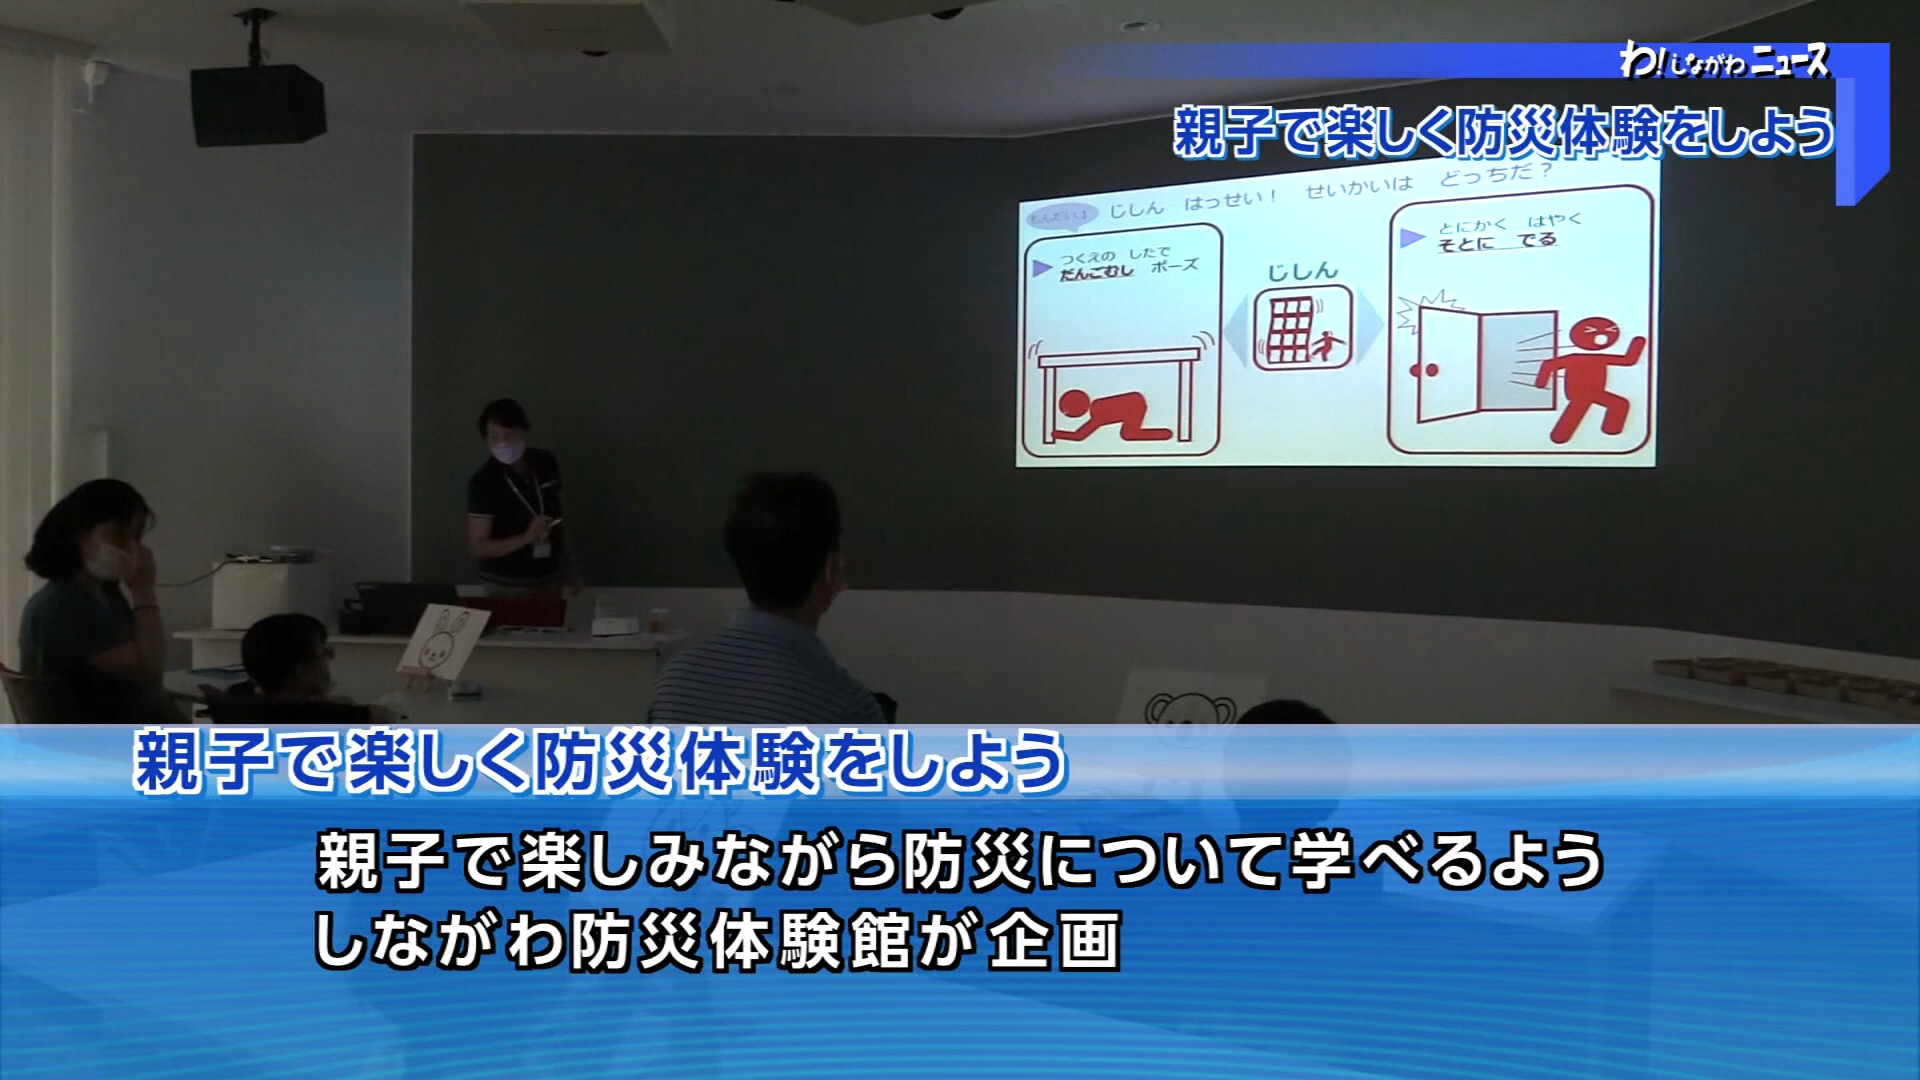 わ!しながわニュース
親子で楽しく防災体験をしよう
もんだい1
じしん はっせい! せいかいは どっちだ?
つくえの したで
だんごむし ポーズ
じしん
とにかく はやく
そとに でる
親子で楽しく防災体験をしよう
親子で楽しみながら防災について学べるよう
しながわ防災体験館が企画